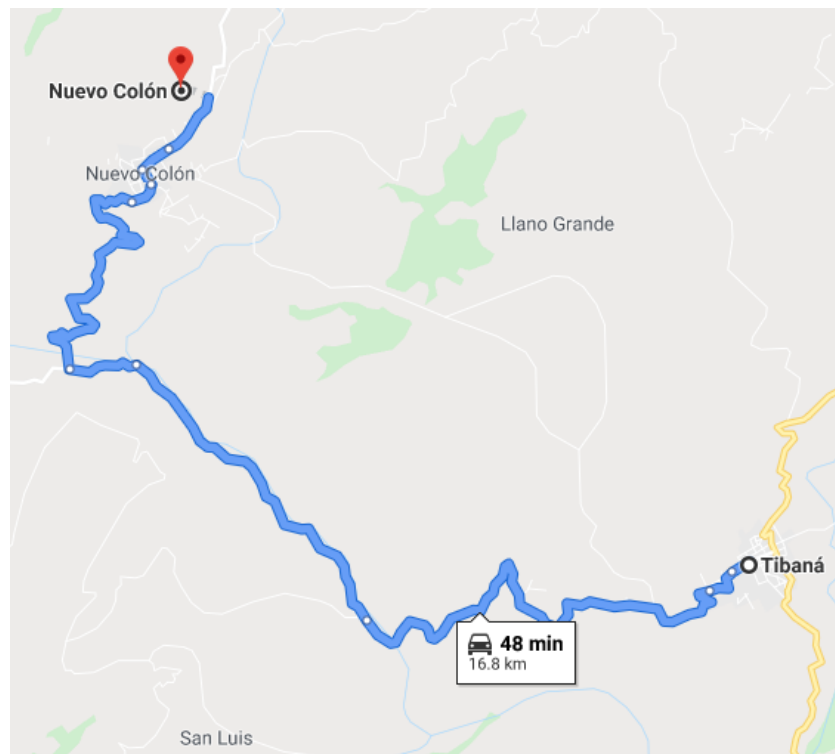 Nuevo Colón
Nuevo Colón
Llano Grande
Tibaná
48 min
16.8 km
San Luis